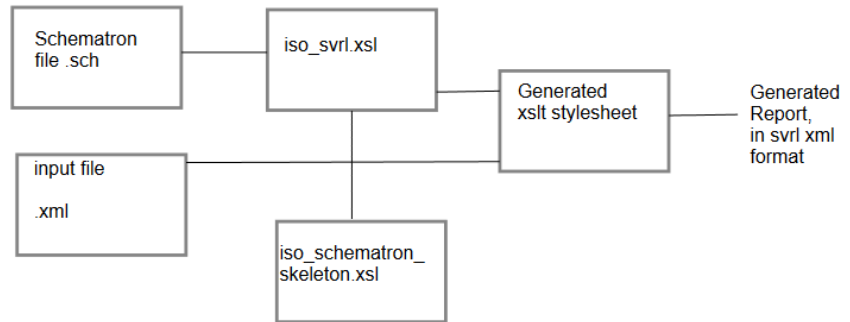 Schematron
file .sch
iso_svrl.xsl
Generated
xslt stylesheet
Generated
Report,
in svrl xml
format
input file
.xml
iso_schematron_
skeleton.xsl